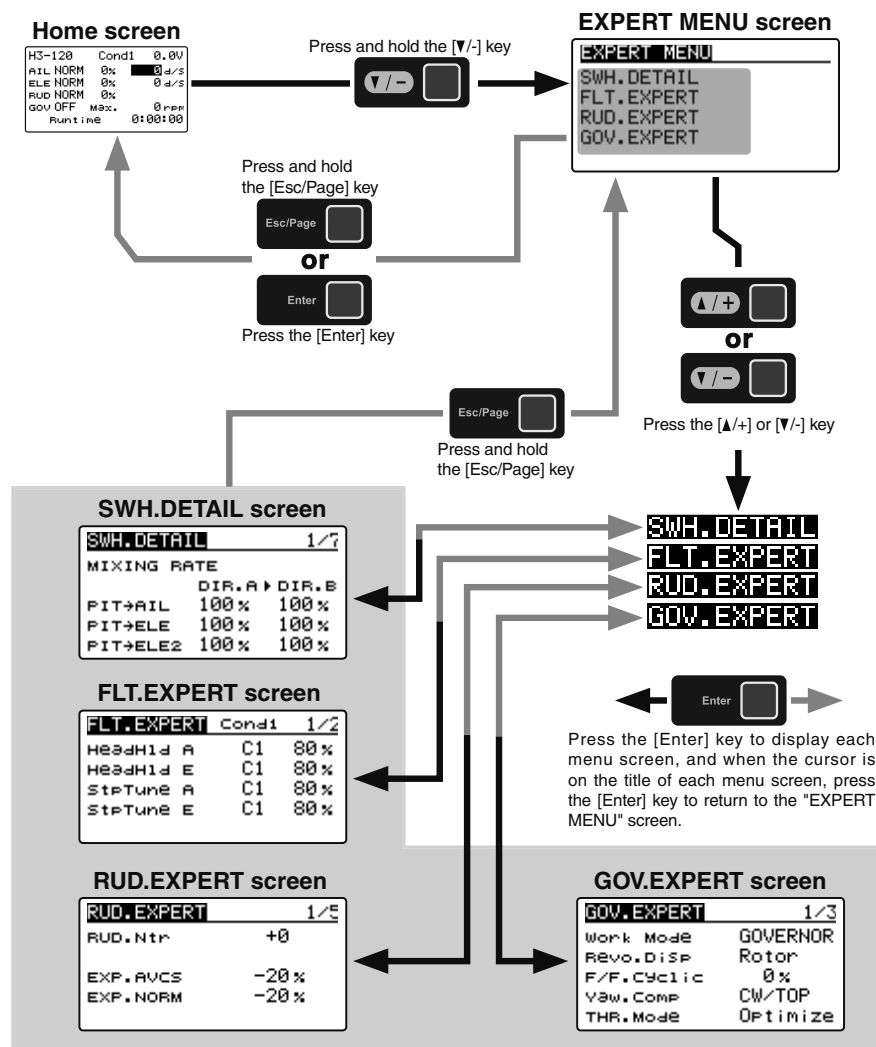 Home screen
H3-120 Cond1 0.0V
AIL NORM 0% 0 d/s
ELE NORM 0% 0 d/s
RUD NORM 0%
GOV OFF Max. 0 rpm
Runtime 0:00:00
Press and hold the [▼/-] key
▼/−
EXPERT MENU screen
EXPERT MENU
SWH.DETAIL
FLT.EXPERT
RUD.EXPERT
GOV.EXPERT
Press and hold
the [Esc/Page] key
Esc/Page
or
Enter
Press the [Enter] key
▲/+
or
▼/−
Press the [▲/+] or [▼/-] key
Esc/Page
Press and hold
the [Esc/Page] key
SWH.DETAIL
FLT.EXPERT
RUD.EXPERT
GOV.EXPERT
Enter
Press the [Enter] key to display each
menu screen, and when the cursor is
on the title of each menu screen, press
the [Enter] key to return to the "EXPERT
MENU" screen.
SWH.DETAIL screen
SWH.DETAIL 1/7
MIXING RATE
DIR.A▶DIR.B
PIT→AIL 100% 100%
PIT→ELE 100% 100%
PIT→ELE2 100% 100%
FLT.EXPERT screen
FLT.EXPERT Cond1 1/2
HeadHld A C1 80%
HeadHld E C1 80%
StpTune A C1 80%
StpTune E C1 80%
RUD.EXPERT screen
RUD.EXPERT 1/5
RUD.Ntr +0
EXP.AVCS -20%
EXP.NORM -20%
GOV.EXPERT screen
GOV.EXPERT 1/3
Work Mode GOVERNOR
Revo.Disp Rotor
F/F.Cyclic 0%
Yaw.Comp CW/TOP
THR.Mode Optimize